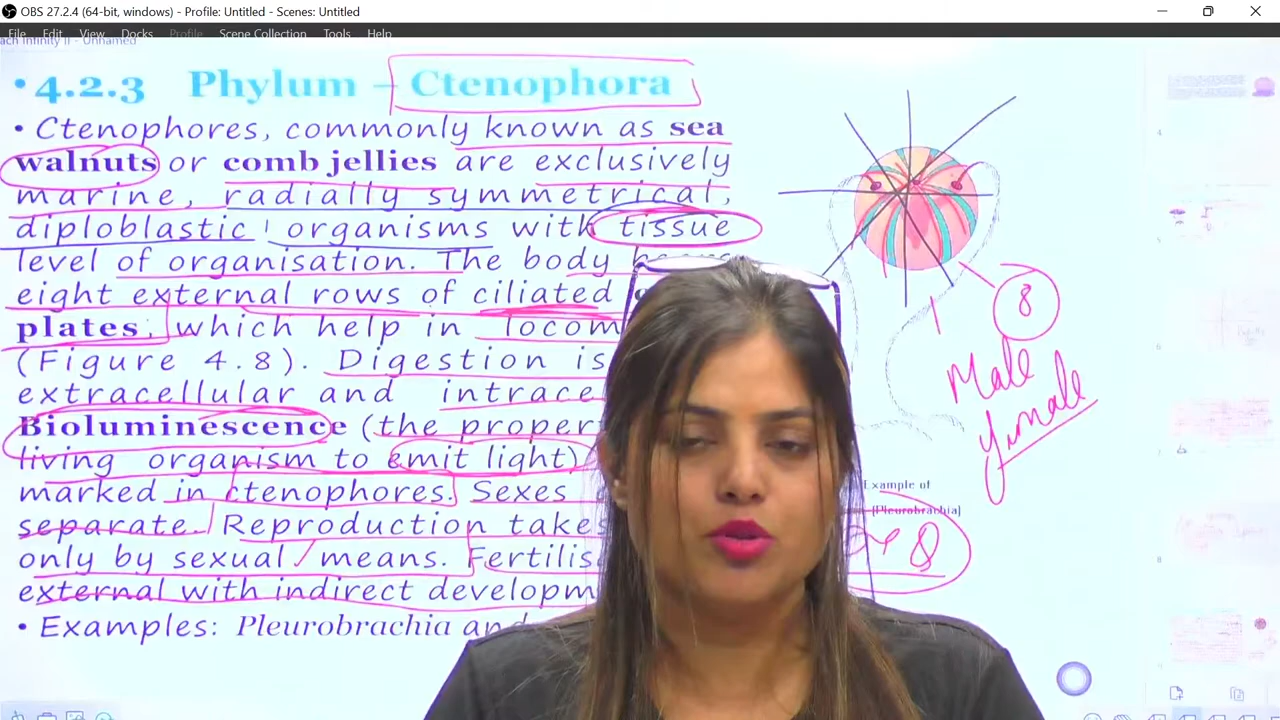 OBS 27.2.4 (64-bit, windows) - Profile: Untitled - Scenes: Untitled
File Edit View Docks Profile Scene Collection Tools Help
ach Infinity II - Unnamed
• 4.2.3 Phylum – Ctenophora
• Ctenophores, commonly known as sea
walnuts or comb jellies are exclusively
marine, radially symmetrical,
diploblastic organisms with tissue
level of organisation. The body
eight external rows of ciliated
plates, which help in locom
(Figure 4.8). Digestion is
extracellular and intrace
Bioluminescence (the proper
living organism to emit light)
marked in ctenophores. Sexes
separate. Reproduction takes
only by sexual means. Fertilis
external with indirect developm
• Examples: Pleurobrachia and
8
Male
female
Example of
(Pleurobrachia)
8